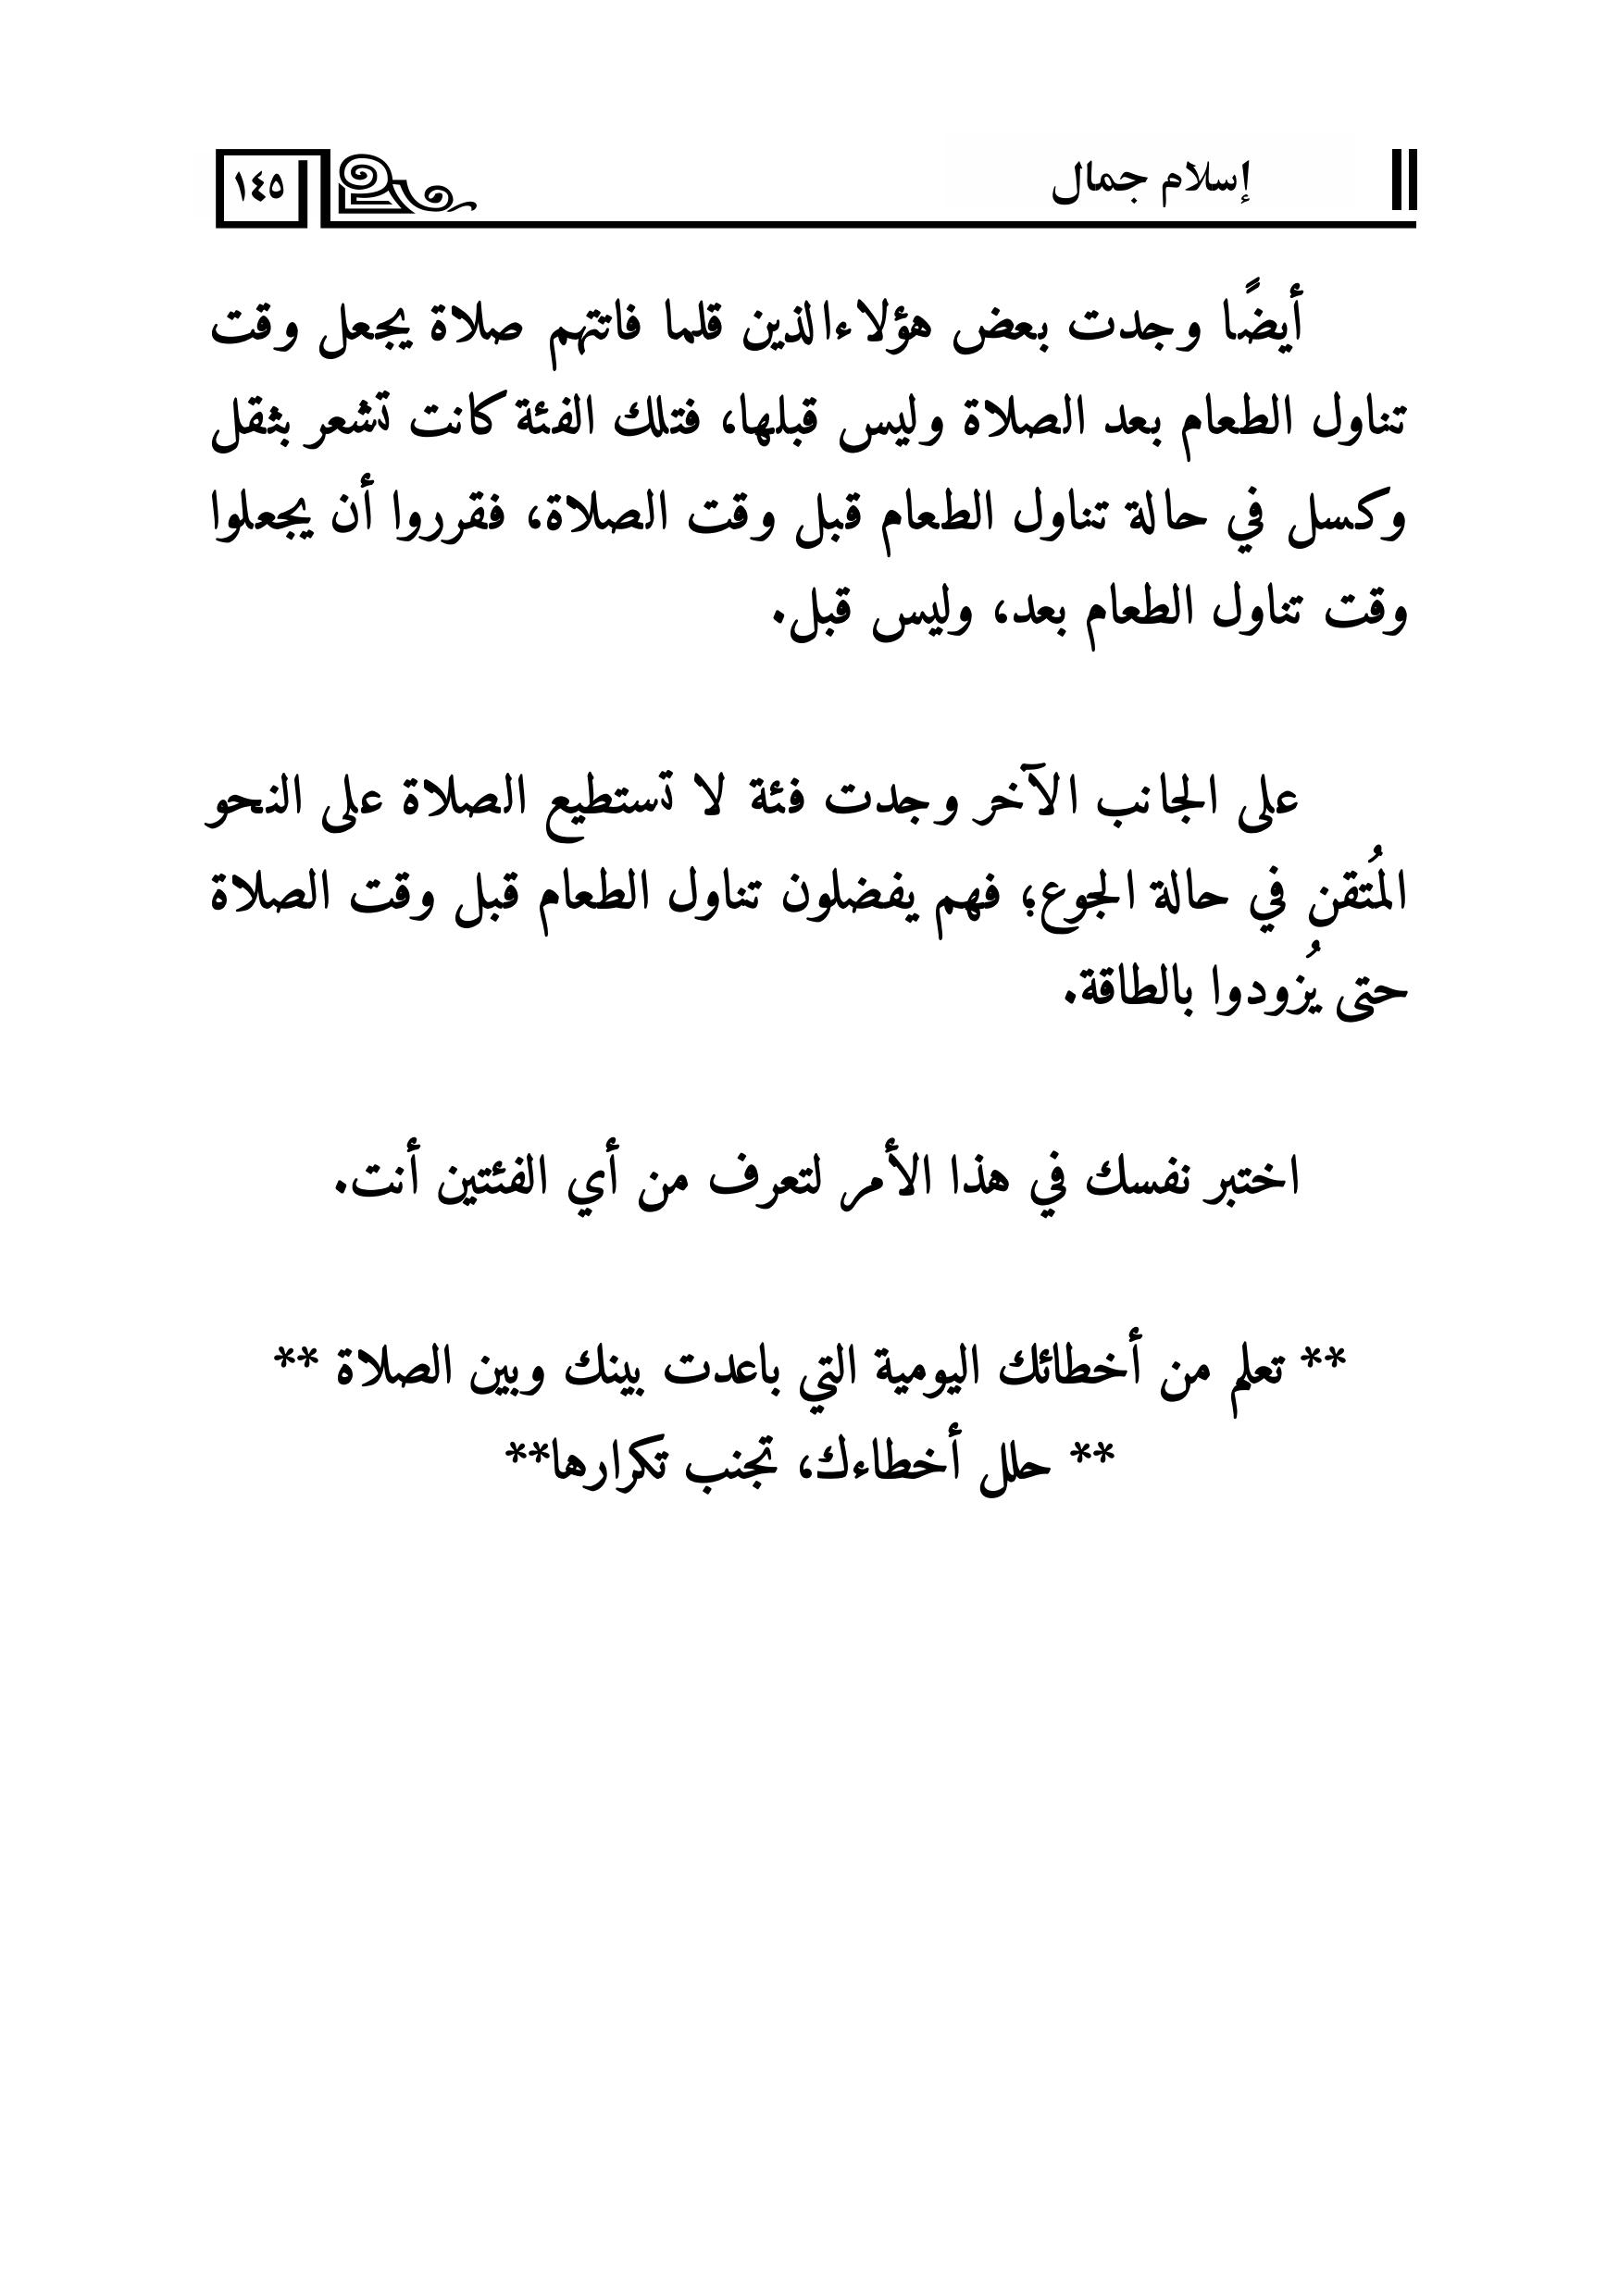 إسلام جمال
١٤٥
أيضًا وجدت بعض هؤلاءالذين قلما فاتتهم صلاة يجعل وقت
تناول الطعام بعد الصلاة وليس قبلها، فتلك الفئة كانت تشعر بثقل
وكسل في حالة تناول الطعام قبل وقت الصلاة، فقرروا أن يجعلوا
وقت تناول الطعام بعد، وليس قبل.
على الجانب الآخر وجدت فئة لا تستطيع الصلاة على النحو
المُتقن في حالة الجوع؛ فهم يفضلون تناول الطعام قبل وقت الصلاة
حتى يُزودوا بالطاقة.
اختبر نفسك في هذا الأمر لتعرف من أي الفئتين أنت.
** تعلم من أخطائك اليومية التي باعدت بينك وبين الصلاة **
** حلل أخطاءك، تجنب تكرارها**